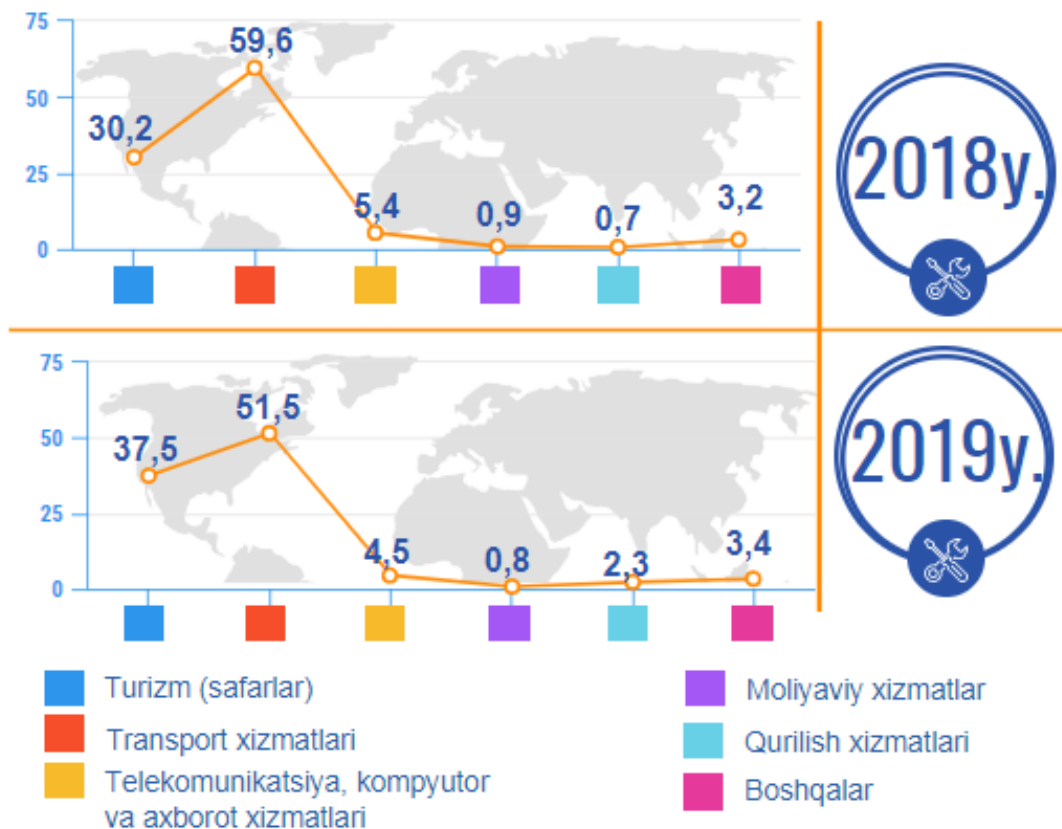 75
50
25
0
30,2
59,6
5,4
0,9
0,7
3,2
2018y.
75
50
25
0
37,5
51,5
4,5
0,8
2,3
3,4
2019y.
Turizm (safarlar)
Transport xizmatlari
Telekomunikatsiya, kompyutor
va axborot xizmatlari
Moliyaviy xizmatlar
Qurilish xizmatlari
Boshqalar